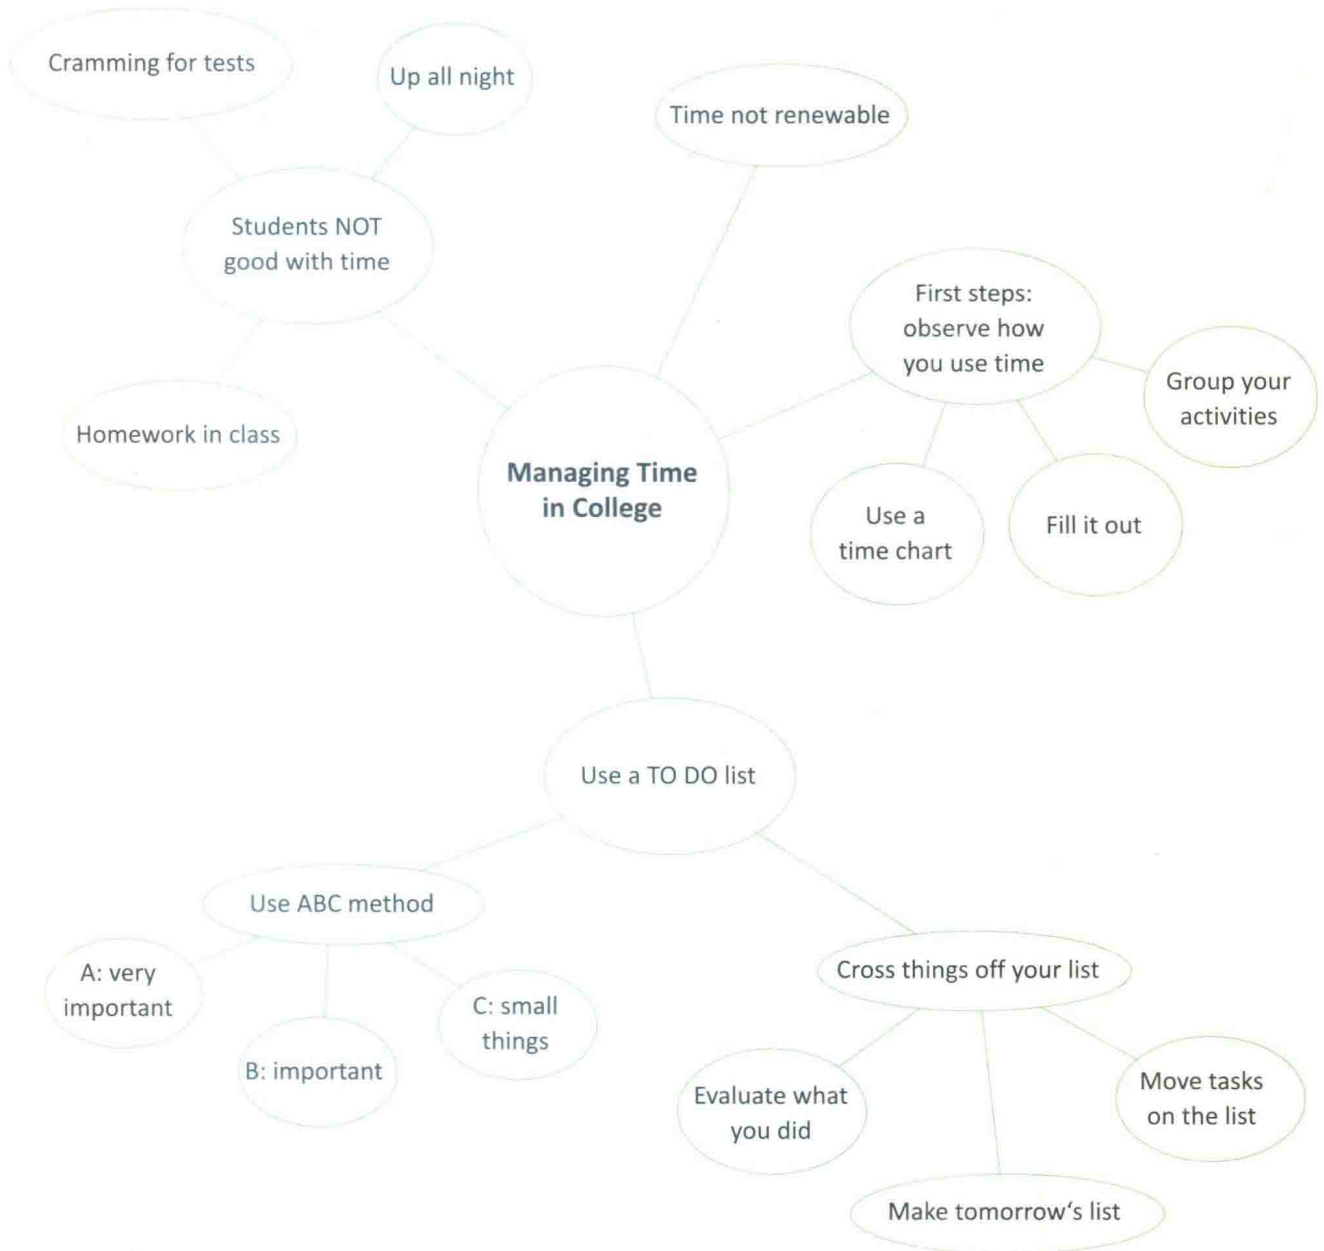 Cramming for tests
Up all night
Time not renewable
Students NOT
good with time
First steps:
observe how
you use time
Group your
activities
Homework in class
Managing Time
in College
Use a
time chart
Fill it out
Use a TO DO list
Use ABC method
A: very
important
B: important
C: small
things
Cross things off your list
Evaluate what
you did
Move tasks
on the list
Make tomorrow‘s list